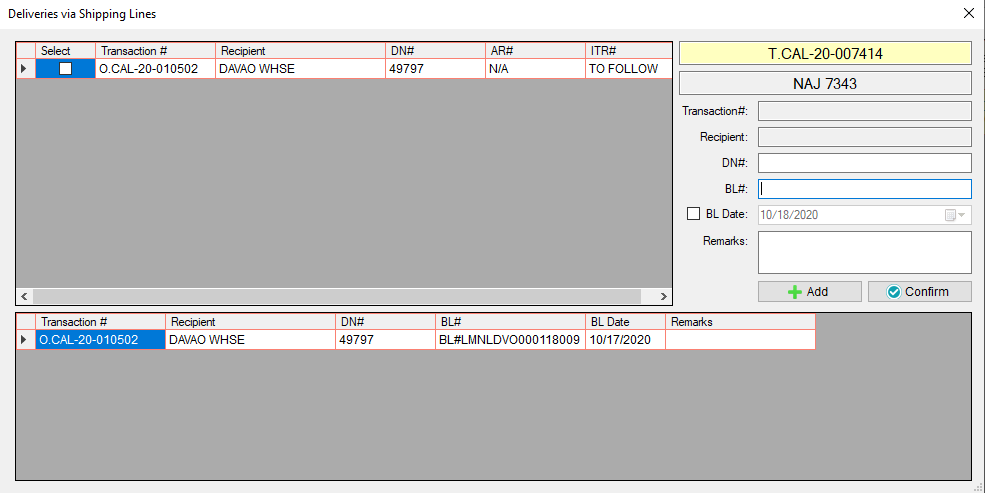 Deliveries via Shipping Lines
Select Transaction # Recipient DN# AR# ITR#
O.CAL-20-010502 DAVAO WHSE 49797 N/A TO FOLLOW
T.CAL-20-007414
NAJ 7343
Transaction#:
Recipient:
DN#:
BL#:
BL Date: 10/18/2020
Remarks:
Add Confirm
Transaction # Recipient DN# BL# BL Date Remarks
O.CAL-20-010502 DAVAO WHSE 49797 BL#LMNLDVO000118009 10/17/2020